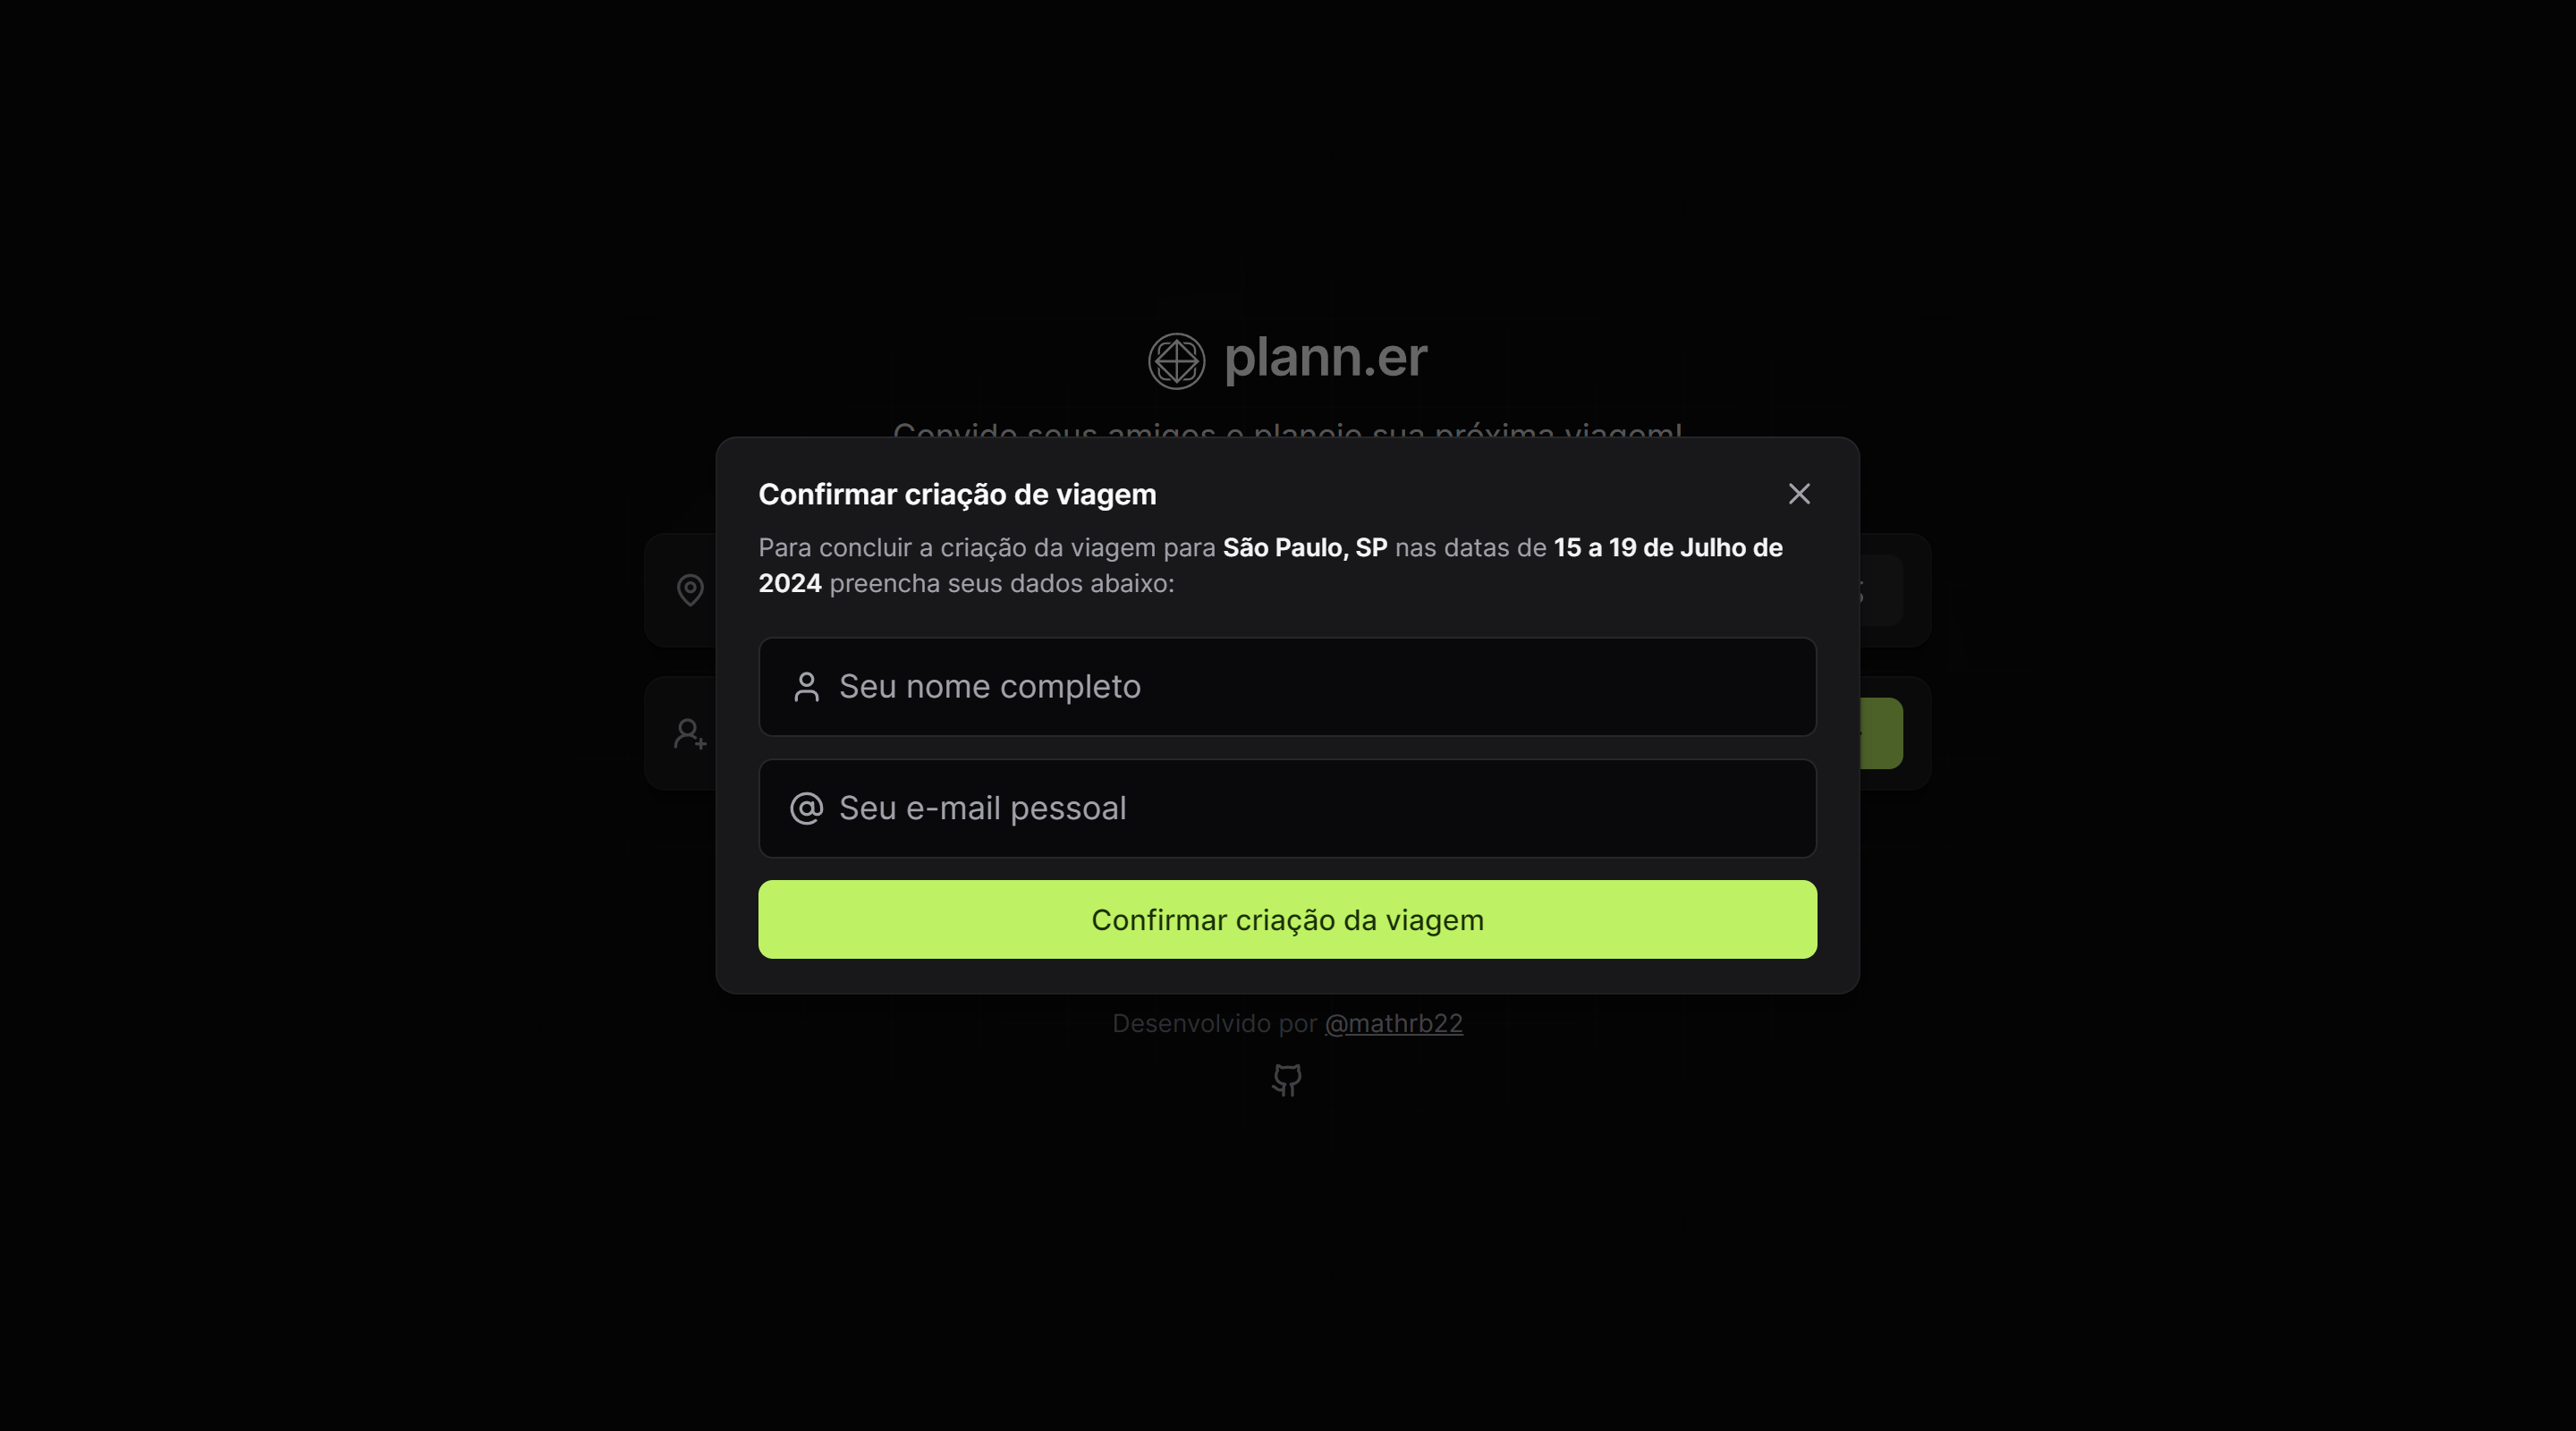 plann.er
Convide seus amigos e planeje sua próxima viagem!
Confirmar criação de viagem
Para concluir a criação da viagem para São Paulo, SP nas datas de 15 a 19 de Julho de
2024 preencha seus dados abaixo:
Seu nome completo
Seu e-mail pessoal
Confirmar criação da viagem
Desenvolvido por @mathrb22